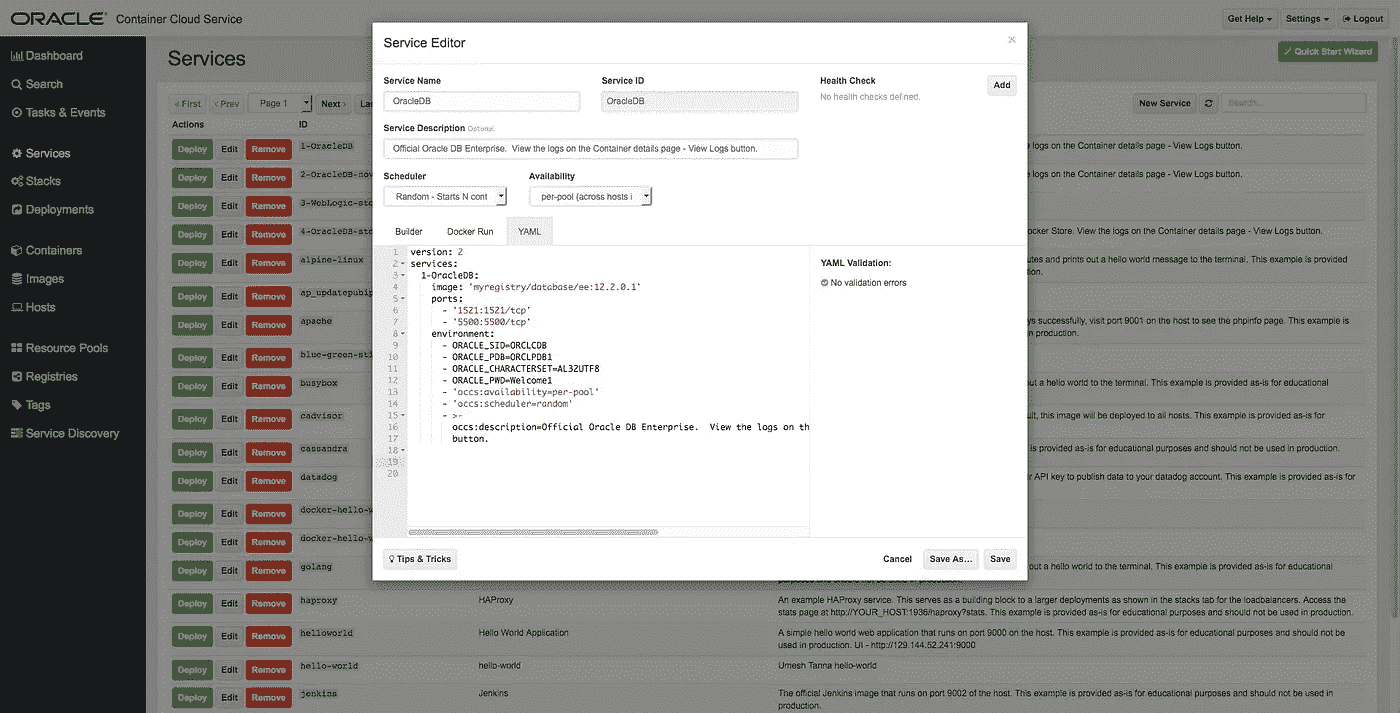 ORACLE Container Cloud Service
Get Help
Settings
Logout
Dashboard
Search
Tasks & Events
Services
Stacks
Deployments
Containers
Images
Hosts
Resource Pools
Registries
Tags
Service Discovery
Services
Quick Start Wizard
‹‹ First
‹ Prev
Page 1
Next ›
New Service
Search...
Actions
ID
Deploy Edit Remove 1-OracleDB
logs on the Container details page - View Logs button.
Deploy Edit Remove
logs on the Container details page - View Logs button.
Deploy Edit Remove
Deploy Edit Remove
Store. View the logs on the Container details page - View Logs button.
Deploy Edit Remove alpine-linux
and prints out a hello world message to the terminal. This example is provided
Deploy Edit Remove
Deploy Edit Remove apache
successfully, visit port 9001 on the host to see the phpinfo page. This example is
in production.
Deploy Edit Remove
Deploy Edit Remove busybox
a hello world to the terminal. This example is provided as-is for educational
Deploy Edit Remove cadvisor
this image will be deployed to all hosts. This example is provided as-is for
Deploy Edit Remove cassandra
is provided as-is for educational purposes and should not be used in production.
Deploy Edit Remove datadog
API key to publish data to your datadog account. This example is provided as-is for
Deploy Edit Remove
Deploy Edit Remove
Deploy Edit Remove golang
out a hello world to the terminal. This example is provided as-is for educational
purposes and should not be used in production.
Deploy Edit Remove haproxy HAProxy An example HAProxy service. This serves as a building block to a larger deployments as shown in the stacks tab for the loadbalancers. Access the
stats page at http://YOUR_HOST:1936/haproxy?stats. This example is provided as-is for educational purposes and should not be used in production.
Deploy Edit Remove helloworld Hello World Application A simple hello world web application that runs on port 9000 on the host. This example is provided as-is for educational purposes and should not be
used in production. UI - http://129.144.52.241:9000
Deploy Edit Remove hello-world hello-world Umesh Tanna hello-world
Deploy Edit Remove jenkins Jenkins The official Jenkins image that runs on port 9002 of the host. This example is provided as-is for educational purposes and should not be used in
production.
Service Editor
×
Service Name
OracleDB
Service ID
OracleDB
Health Check
No health checks defined.
Add
Service Description Optional
Official Oracle DB Enterprise. View the logs on the Container details page - View Logs button.
Scheduler
Random - Starts N cont
Availability
per-pool (across hosts i
Builder
Docker Run
YAML
1 version: 2
2 services:
3 1-OracleDB:
4 image: 'myregistry/database/ee:12.2.0.1'
5 ports:
6 - '1521:1521/tcp'
7 - '5500:5500/tcp'
8 environment:
9 - ORACLE_SID=ORCLCDB
10 - ORACLE_PDB=ORCLPDB1
11 - ORACLE_CHARACTERSET=AL32UTF8
12 - ORACLE_PWD=Welcome1
13 - 'occs:availability=per-pool'
14 - 'occs:scheduler=random'
15 - >-
16 occs:description=Official Oracle DB Enterprise. View the logs on th
17 button.
18
19
20
YAML Validation:
No validation errors
Tips & Tricks
Cancel
Save As...
Save